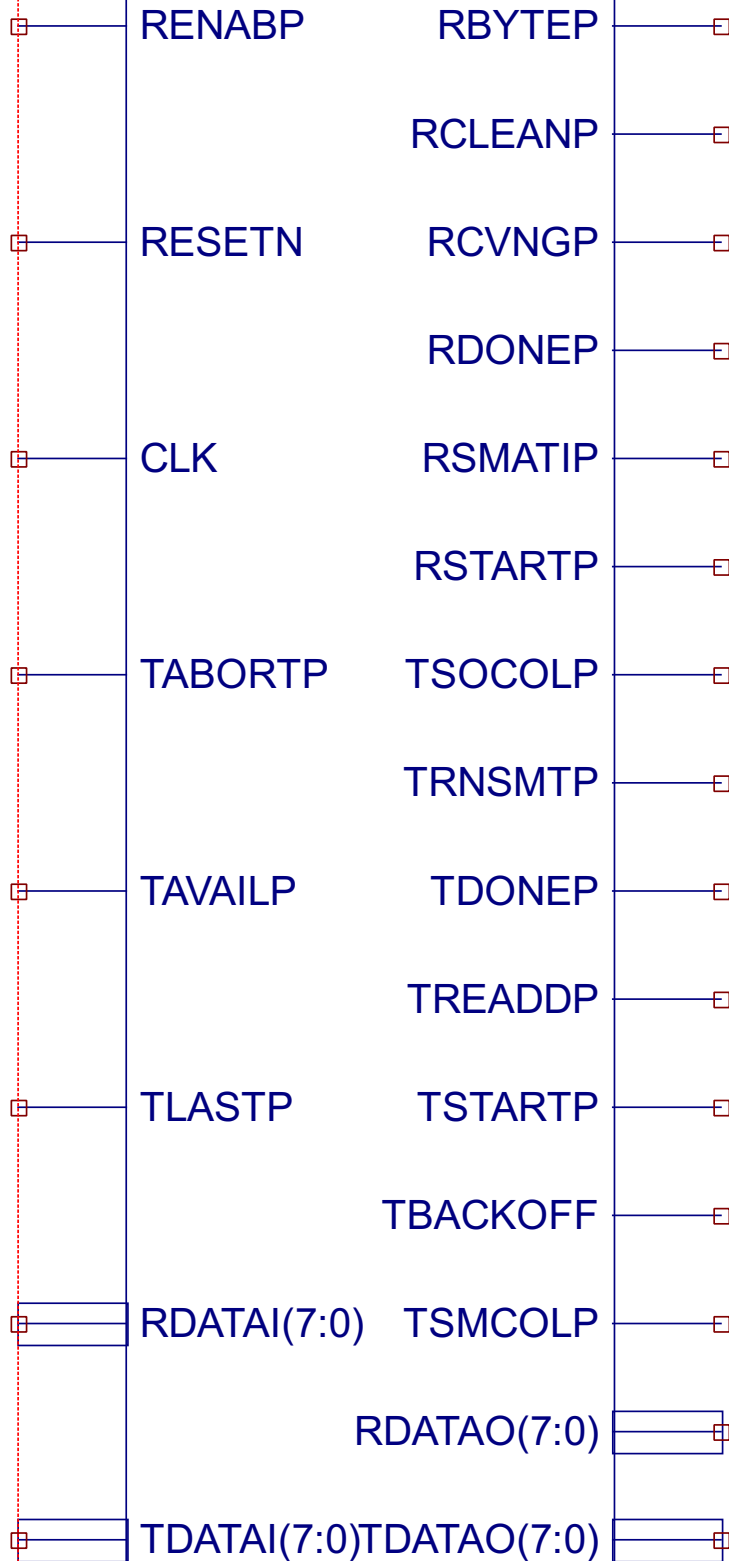 RENABP RBYTEP
RCLEANP
RESETN RCVNGP
RDONEP
CLK RSMATIP
RSTARTP
TABORTP TSOCOLP
TRNSMTP
TAVAILP TDONEP
TREADDP
TLASTP TSTARTP
TBACKOFF
RDATAI(7:0) TSMCOLP
RDATAO(7:0)
TDATAI(7:0) TDATAO(7:0)